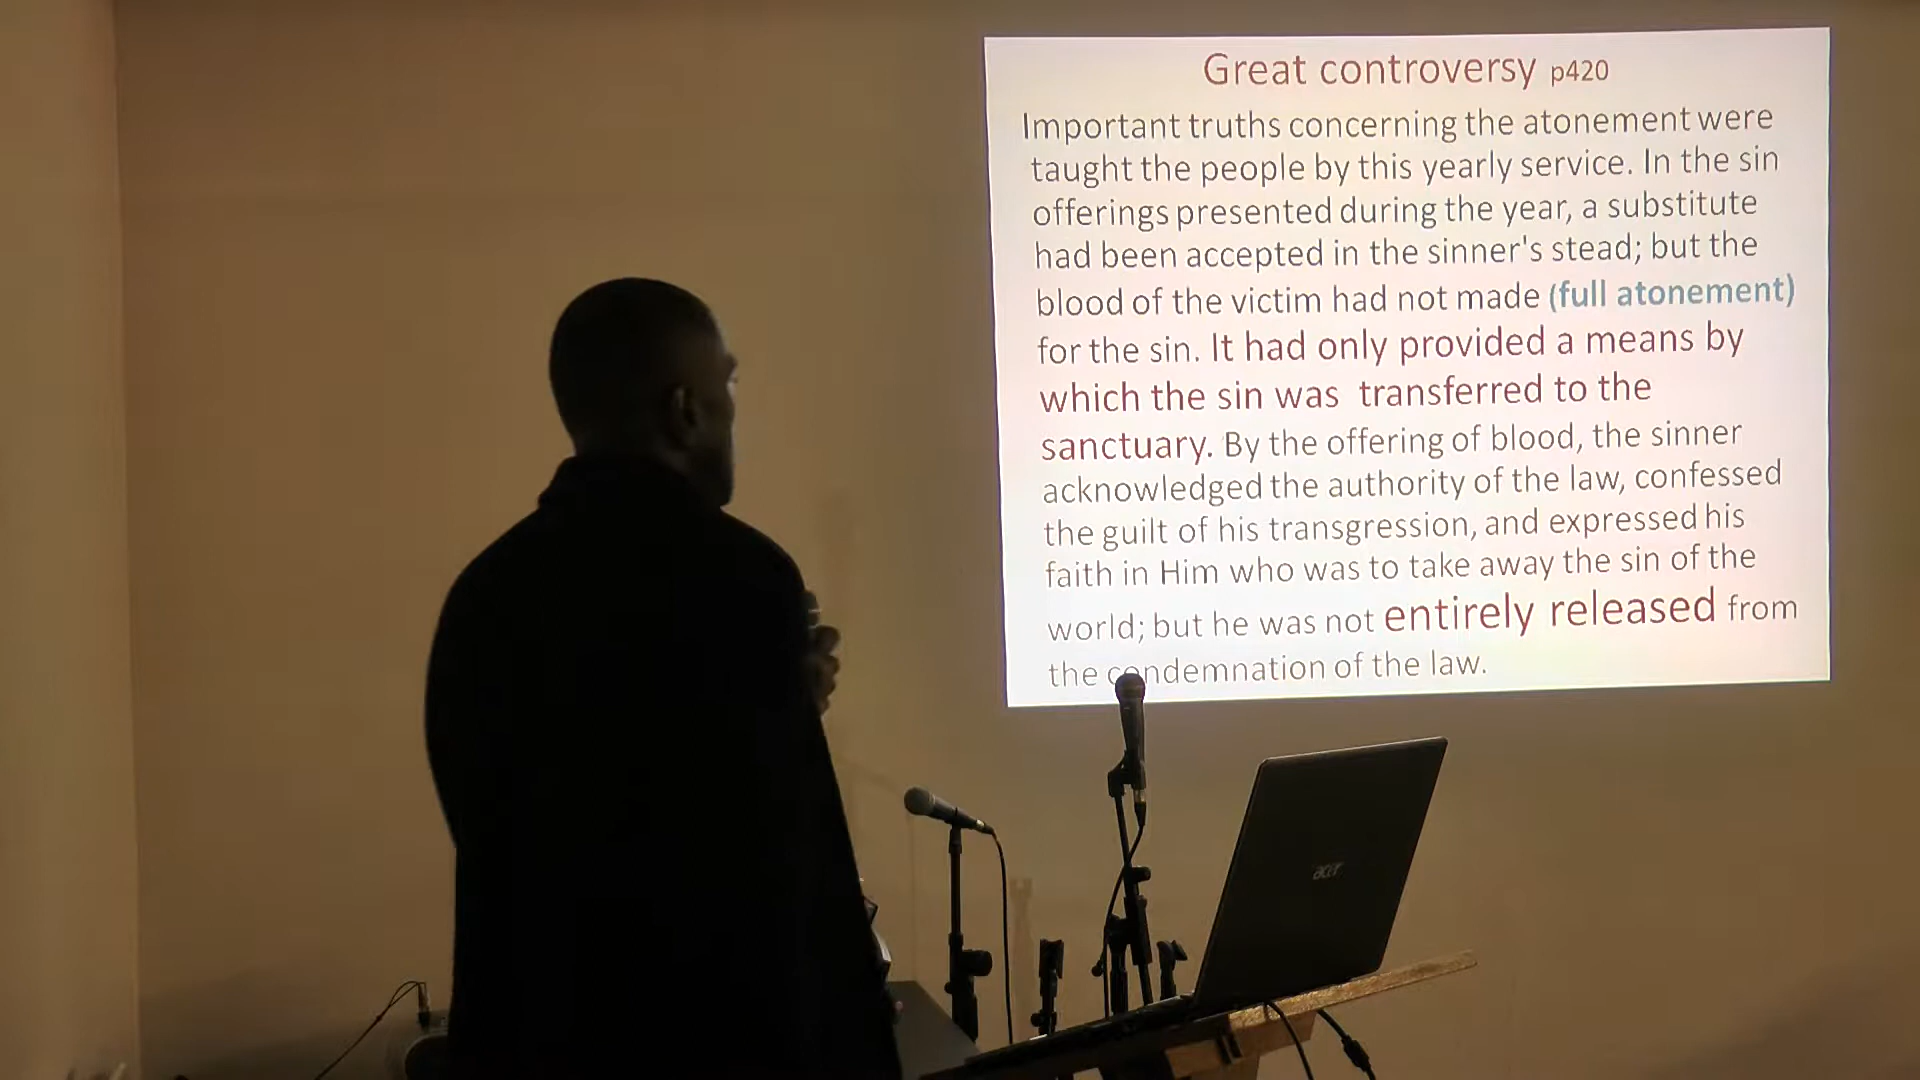 Great controversy p420
Important truths concerning the atonement were
taught the people by this yearly service. In the sin
offerings presented during the year, a substitute
had been accepted in the sinner's stead; but the
blood of the victim had not made (full atonement)
for the sin. It had only provided a means by
which the sin was transferred to the
sanctuary. By the offering of blood, the sinner
acknowledged the authority of the law, confessed
the guilt of his transgression, and expressed his
faith in Him who was to take away the sin of the
world; but he was not entirely released from
the condemnation of the law.
acer